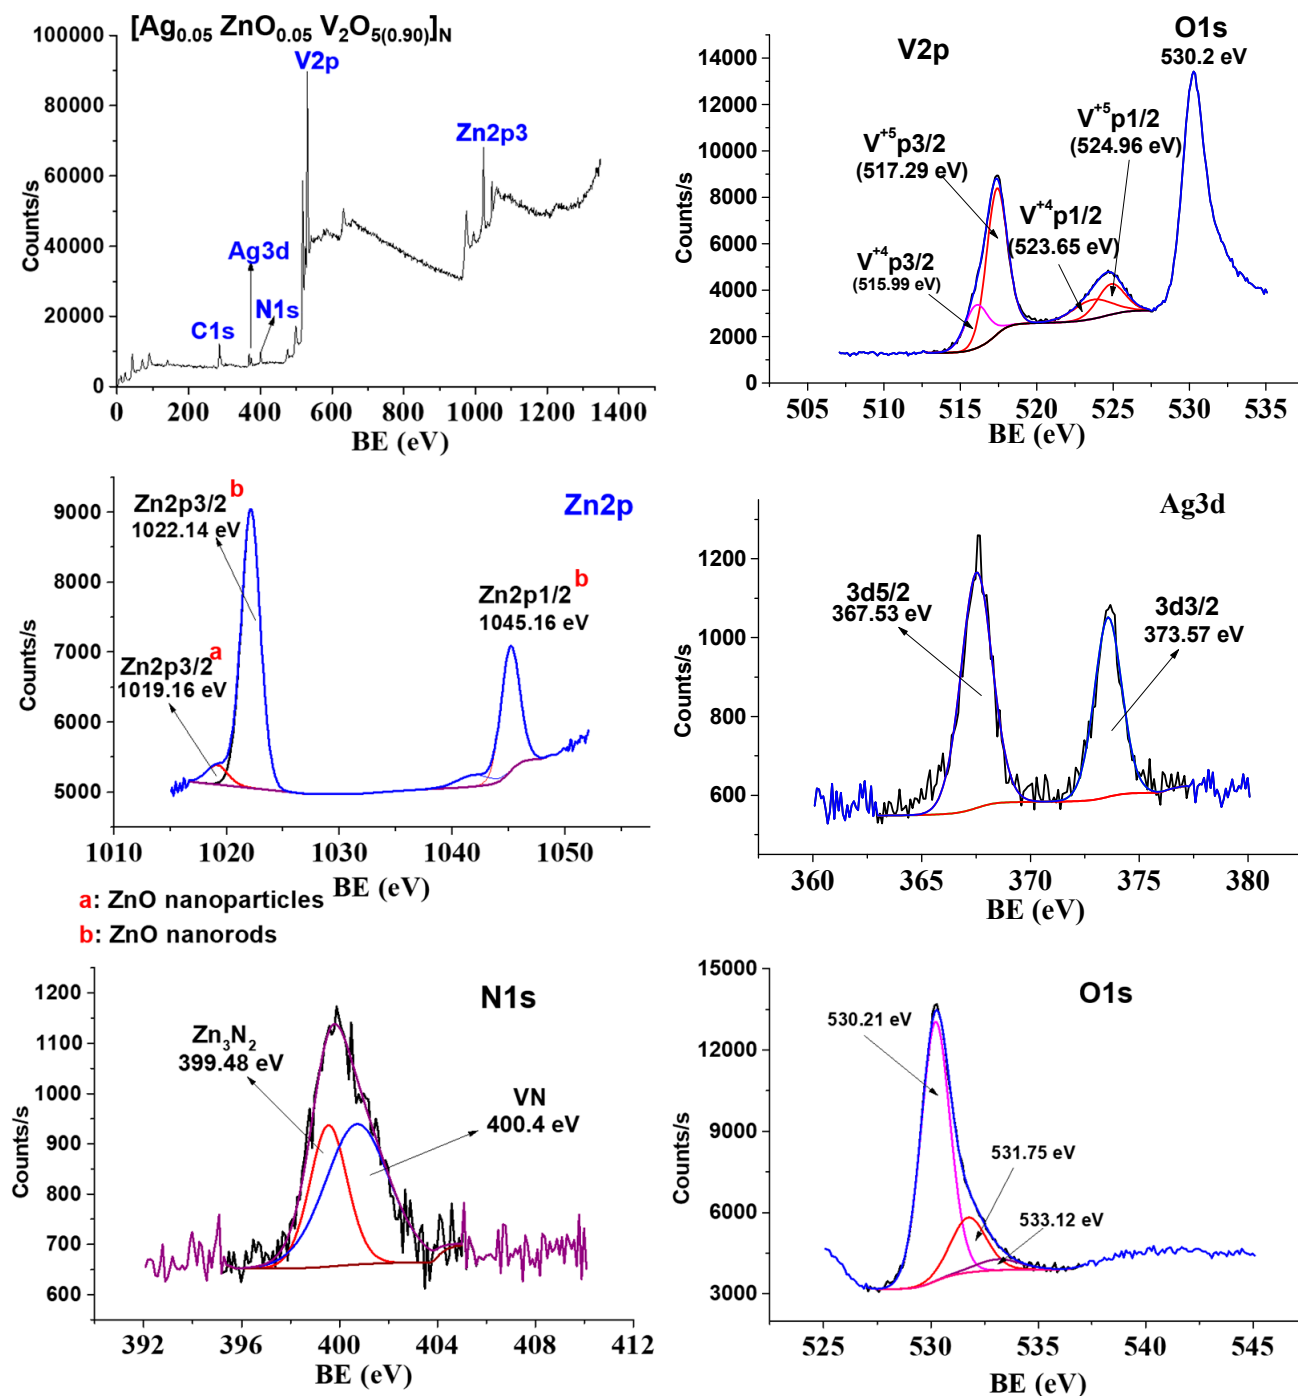 [Ag0.05 ZnO0.05 V2O5(0.90)]N
100000
80000
60000
40000
20000
0
Counts/s
V2p
Zn2p3
Ag3d
N1s
C1s
0 200 400 600 800 1000 1200 1400
BE (eV)
14000
12000
10000
8000
6000
4000
2000
0
Counts/s
V2p
O1s
530.2 eV
V+5p1/2
(524.96 eV)
V+5p3/2
(517.29 eV)
V+4p1/2
(523.65 eV)
V+4p3/2
(515.99 eV)
505 510 515 520 525 530 535
BE (eV)
9000
8000
7000
6000
5000
Counts/s
Zn2p3/2 b
1022.14 eV
Zn2p
Zn2p1/2 b
1045.16 eV
a
Zn2p3/2
1019.16 eV
1010 1020 1030 1040 1050
BE (eV)
a: ZnO nanoparticles
b: ZnO nanorods
1200
1000
800
600
Counts/s
Ag3d
3d5/2
367.53 eV
3d3/2
373.57 eV
360 365 370 375 380
BE (eV)
1200
1100
1000
900
800
700
600
Counts/s
N1s
Zn3N2
399.48 eV
VN
400.4 eV
392 396 400 404 408 412
BE (eV)
15000
12000
9000
6000
3000
Counts/s
O1s
530.21 eV
531.75 eV
533.12 eV
525 530 535 540 545
BE (eV)